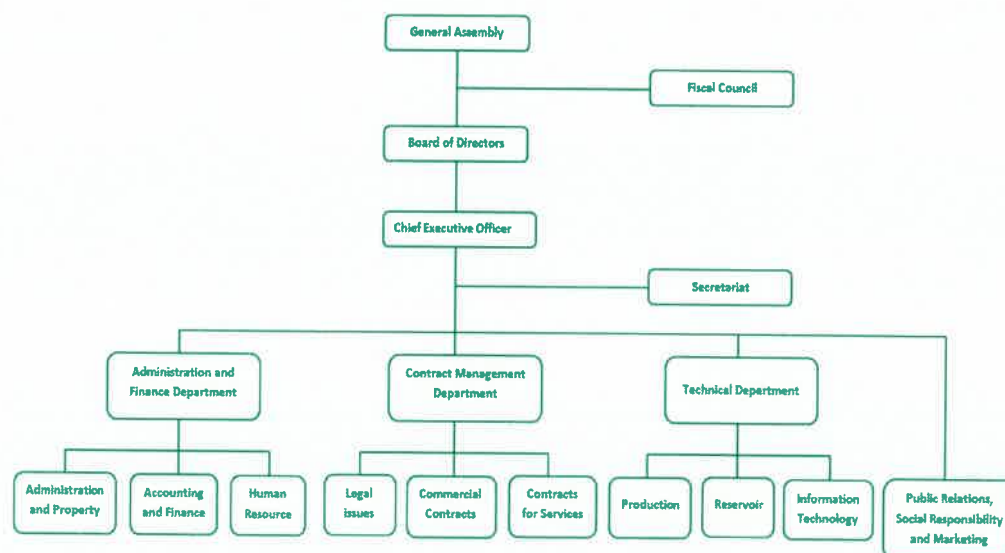 General Assembly
Fiscal Council
Board of Directors
Chief Executive Officer
Secretariat
Administration and
Finance Department
Contract Management
Department
Technical Department
Administration
and Property
Accounting
and Finance
Human
Resource
Legal
issues
Commercial
Contracts
Contracts
for Services
Production
Reservoir
Information
Technology
Public Relations,
Social Responsibility
and Marketing